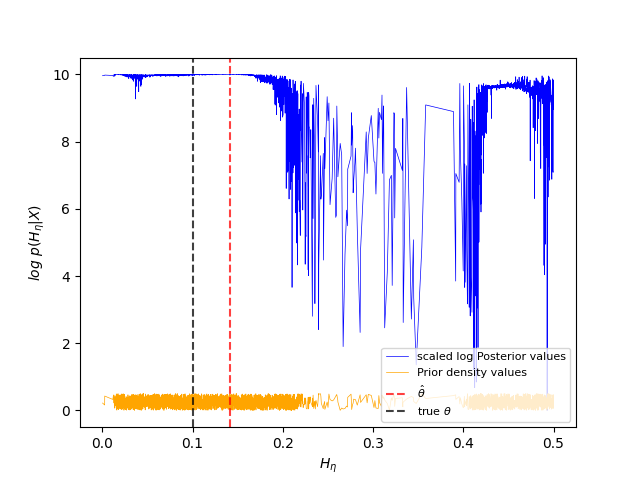 10
8
6
4
2
0
log p(H_η|X)
scaled log Posterior values
Prior density values
θ̂
true θ
0.0 0.1 0.2 0.3 0.4 0.5
H_η